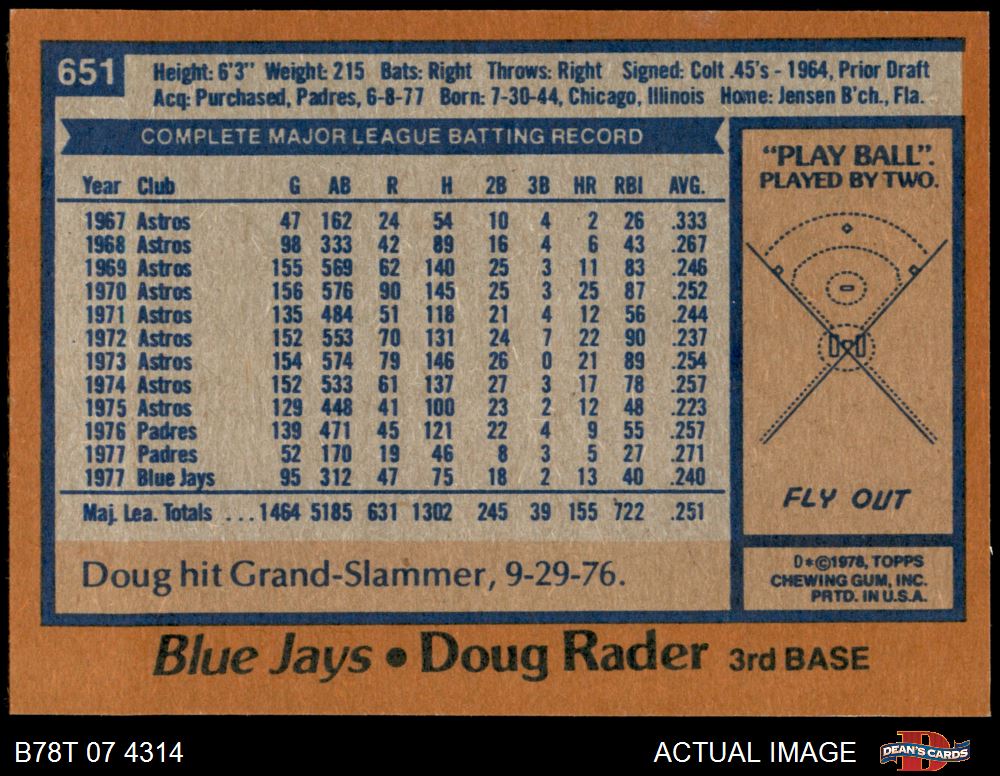 651
Height: 6'3" Weight: 215 Bats: Right Throws: Right Signed: Colt .45's - 1964, Prior Draft
Acq: Purchased, Padres, 6-8-77 Born: 7-30-44, Chicago, Illinois Home: Jensen B'ch., Fla.
COMPLETE MAJOR LEAGUE BATTING RECORD
Year Club G AB R H 2B 3B HR RBI AVG.
1967 Astros 47 162 24 54 10 4 2 26 .333
1968 Astros 98 333 42 89 16 4 6 43 .267
1969 Astros 155 569 62 140 25 3 11 83 .246
1970 Astros 156 576 90 145 25 3 25 87 .252
1971 Astros 135 484 51 118 21 4 12 56 .244
1972 Astros 152 553 70 131 24 7 22 90 .237
1973 Astros 154 574 79 146 26 0 21 89 .254
1974 Astros 152 533 61 137 27 3 17 78 .257
1975 Astros 129 448 41 100 23 2 12 48 .223
1976 Padres 139 471 45 121 22 4 9 55 .257
1977 Padres 52 170 19 46 8 3 5 27 .271
1977 Blue Jays 95 312 47 75 18 2 13 40 .240
Maj. Lea. Totals ... 1464 5185 631 1302 245 39 155 722 .251
Doug hit Grand-Slammer, 9-29-76.
"PLAY BALL".
PLAYED BY TWO.
FLY OUT
D*©1978, TOPPS
CHEWING GUM, INC.
PRTD. IN U.S.A.
Blue Jays • Doug Rader 3rd BASE
B78T 07 4314
ACTUAL IMAGE
D
DEAN'S CARDS